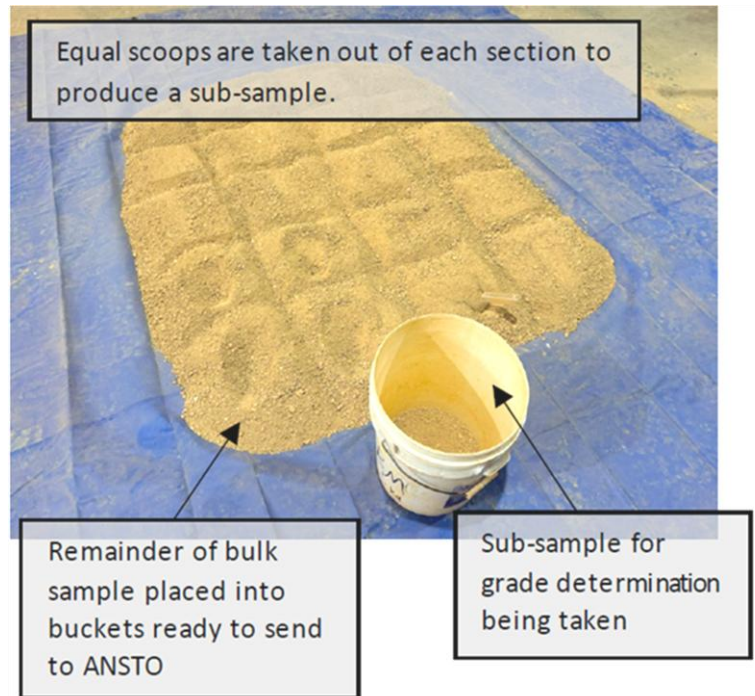 Equal scoops are taken out of each section to
produce a sub-sample.
Remainder of bulk
sample placed into
buckets ready to send
to ANSTO
Sub-sample for
grade determination
being taken